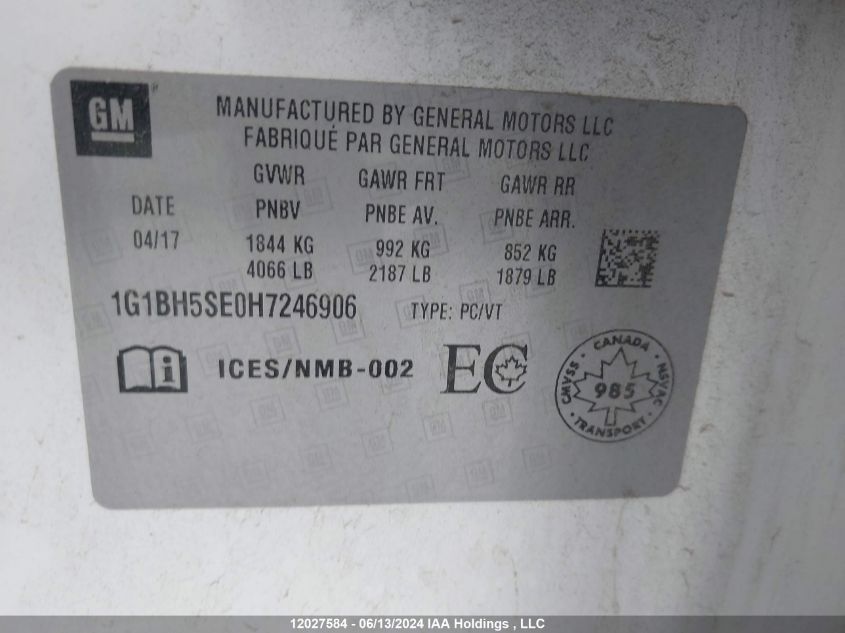 GM
MANUFACTURED BY GENERAL MOTORS LLC
FABRIQUÉ PAR GENERAL MOTORS LLC
GVWR GAWR FRT GAWR RR
DATE PNBV PNBE AV. PNBE ARR.
04/17 1844 KG 992 KG 852 KG
4066 LB 2187 LB 1879 LB
1G1BH5SE0H7246906 TYPE: PC/VT
i ICES/NMB-002 EC
CANADA
CMVSS 985 NSVAC
TRANSPORT
12027584 - 06/13/2024 IAA Holdings , LLC